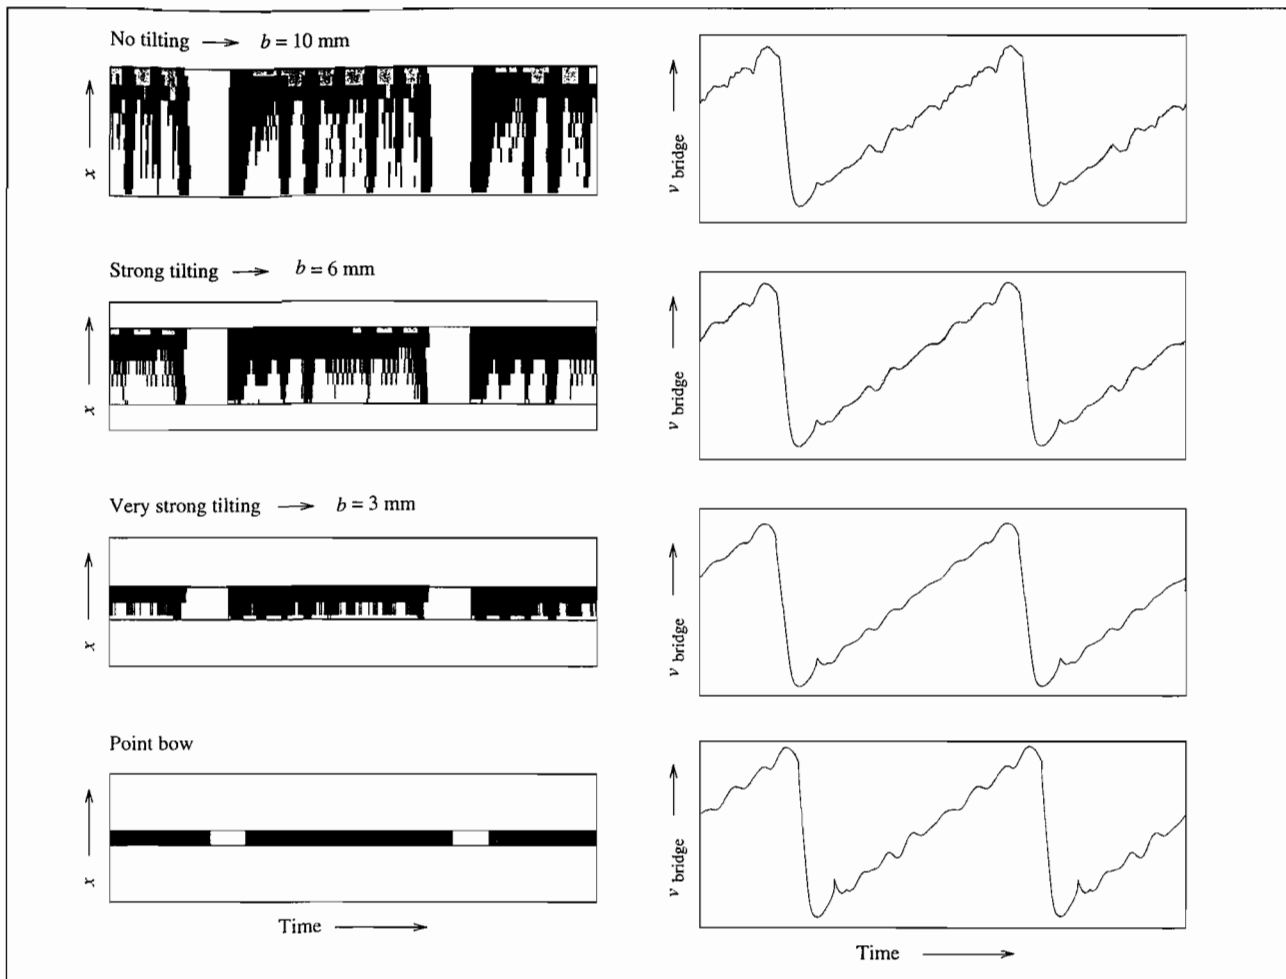 No tilting → b = 10 mm
x →
v bridge →
Strong tilting → b = 6 mm
x →
v bridge →
Very strong tilting → b = 3 mm
x →
v bridge →
Point bow
x →
v bridge →
Time →
Time →